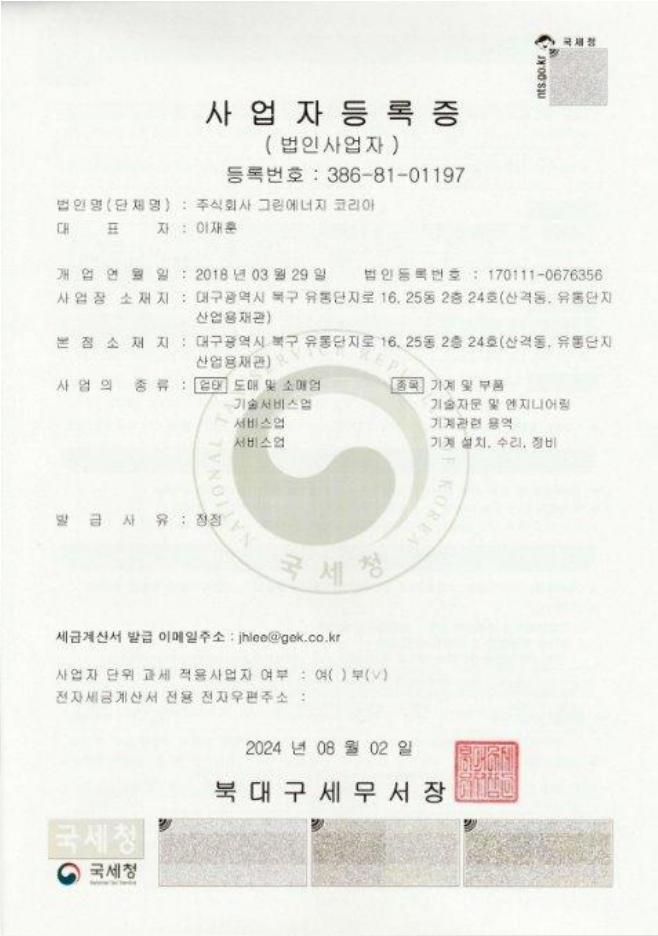 국세청
nts.go.kr
사업자등록증
( 법인사업자 )
등록번호 : 386-81-01197
법인명(단체명) : 주식회사 그린에너지 코리아
대 표 자 : 이재훈
개 업 연 월 일 : 2018 년 03 월 29 일 법인등록번호 : 170111-0676356
사업장 소재지 : 대구광역시 북구 유통단지로 16, 25동 2층 24호(산격동, 유통단지
산업용재관)
본 점 소 재 지 : 대구광역시 북구 유통단지로 16, 25동 2층 24호(산격동, 유통단지
산업용재관)
사 업 의 종 류 : 업태 도매 및 소매업 종목 기계 및 부품
기술서비스업 기술자문 및 엔지니어링
서비스업 기계관련 용역
서비스업 기계 설치, 수리, 정비
NATIONAL TAX SERVICE REPUBLIC OF KOREA
국세청
발 급 사 유 : 정정
세금계산서 발급 이메일주소 : jhlee@gek.co.kr
사업자 단위 과세 적용사업자 여부 : 여( ) 부(∨)
전자세금계산서 전용 전자우편주소 :
2024 년 08 월 02 일
북대구세무서장
국세청
국세청
National Tax Service